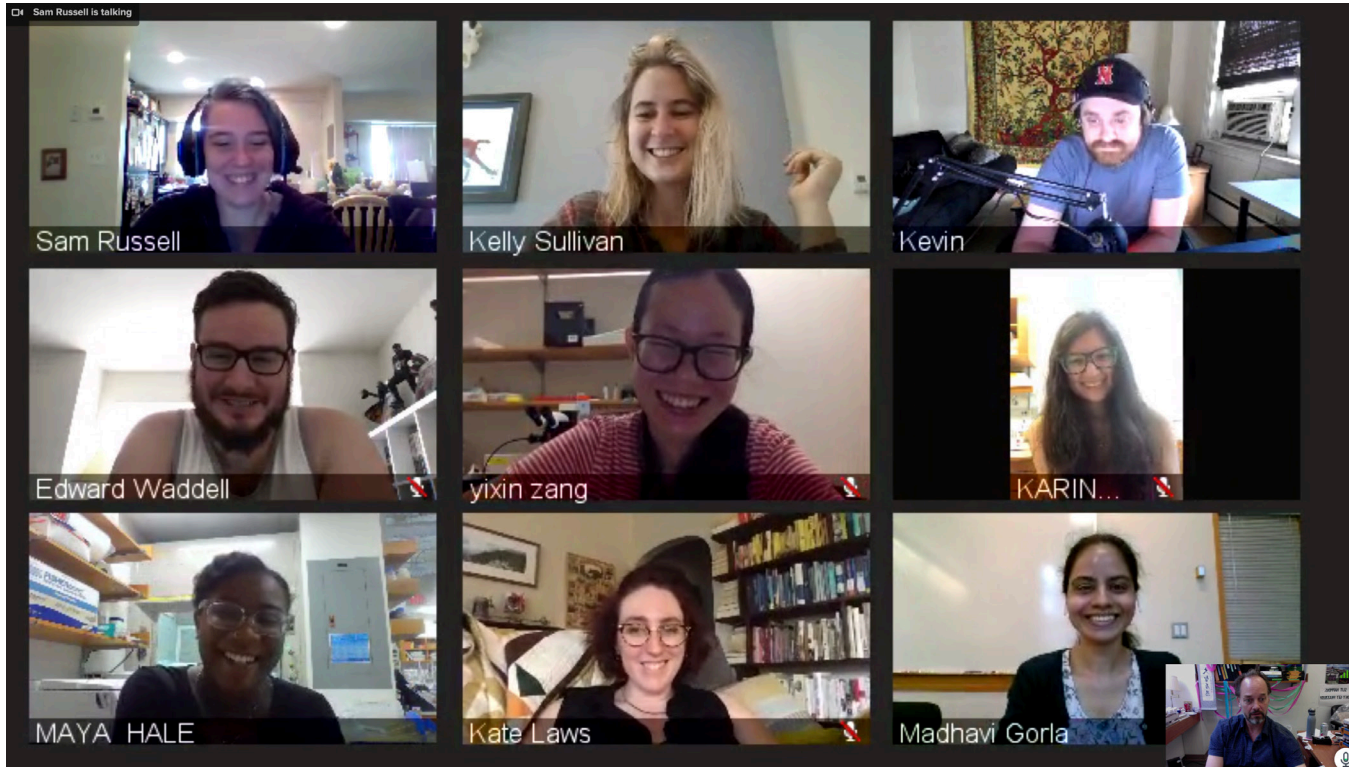 Sam Russell is talking
Sam Russell
Kelly Sullivan
Kevin
Edward Waddell
yixin zang
KARIN...
MAYA HALE
Kate Laws
Madhavi Gorla